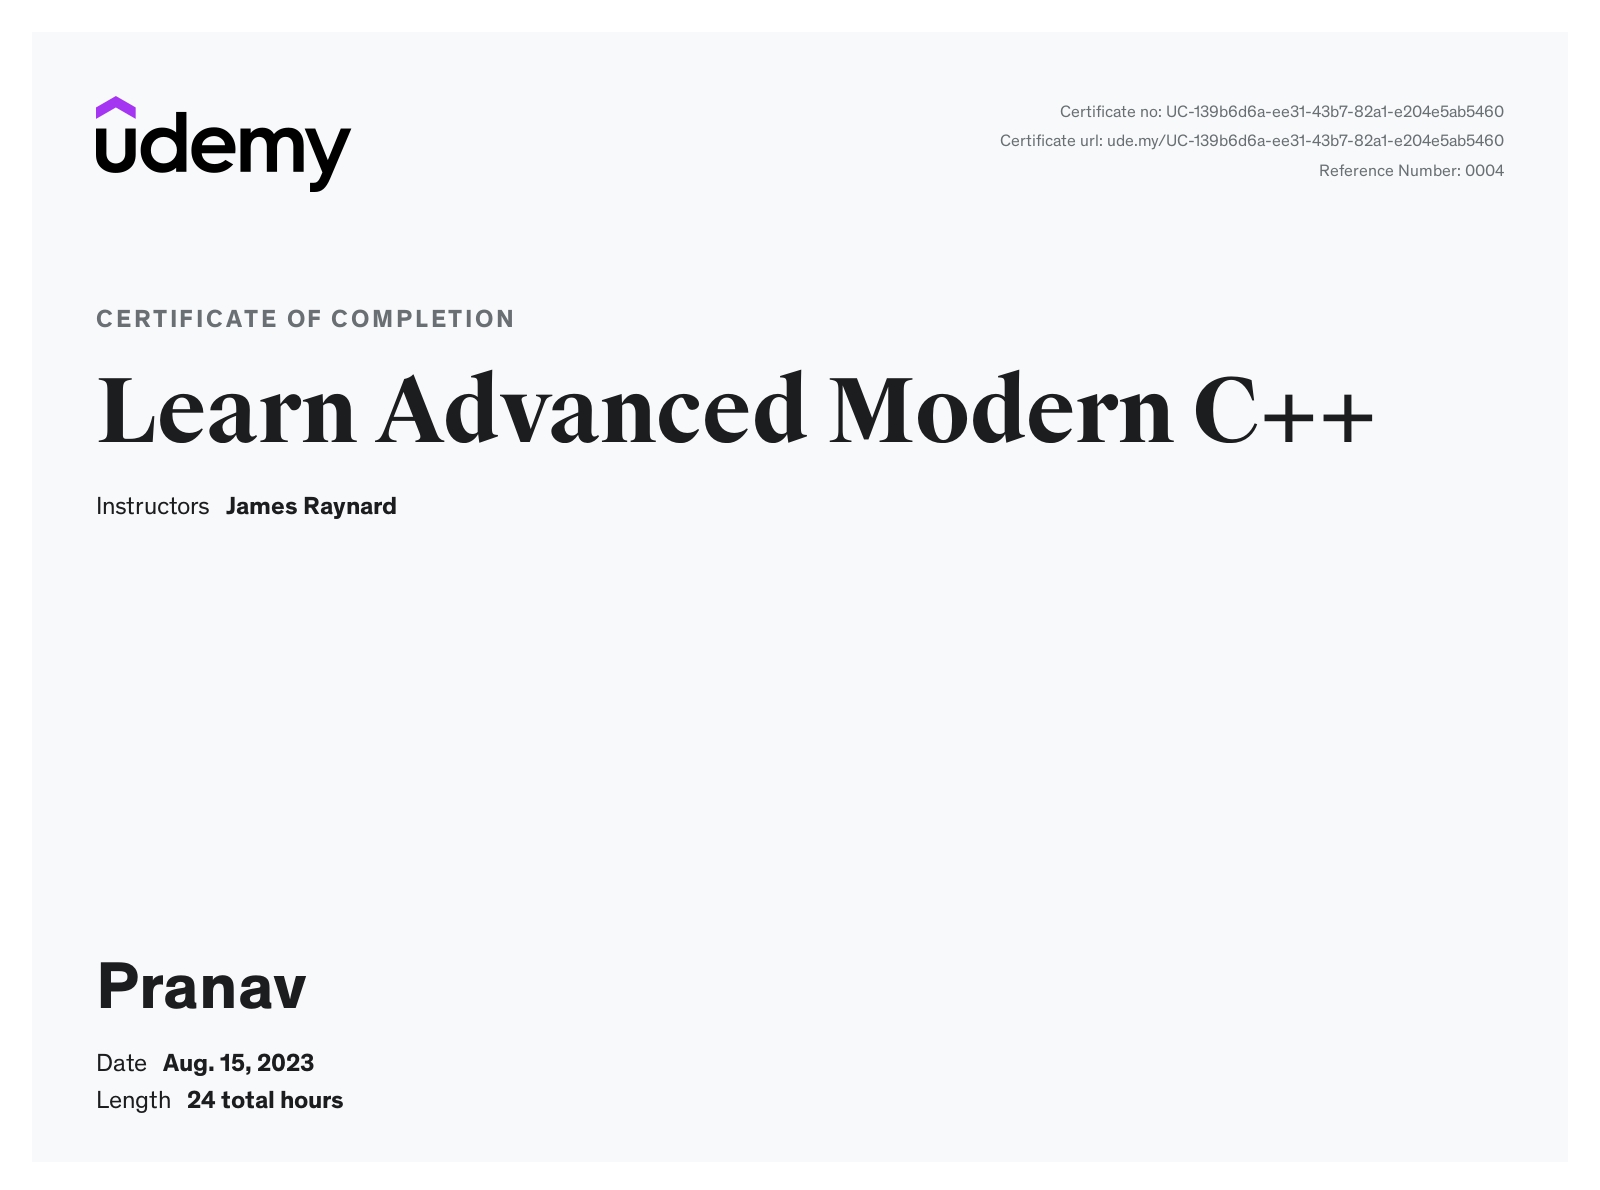 udemy
Certificate no: UC-139b6d6a-ee31-43b7-82a1-e204e5ab5460
Certificate url: ude.my/UC-139b6d6a-ee31-43b7-82a1-e204e5ab5460
Reference Number: 0004
CERTIFICATE OF COMPLETION
Learn Advanced Modern C++
Instructors James Raynard
Pranav
Date Aug. 15, 2023
Length 24 total hours